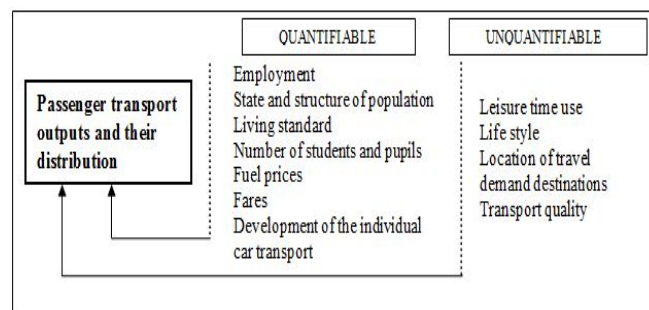 QUANTIFIABLE
UNQUANTIFIABLE
Passenger transport
outputs and their
distribution
Employment
State and structure of population
Living standard
Number of students and pupils
Fuel prices
Fares
Development of the individual
car transport
Leisure time use
Life style
Location of travel
demand destinations
Transport quality